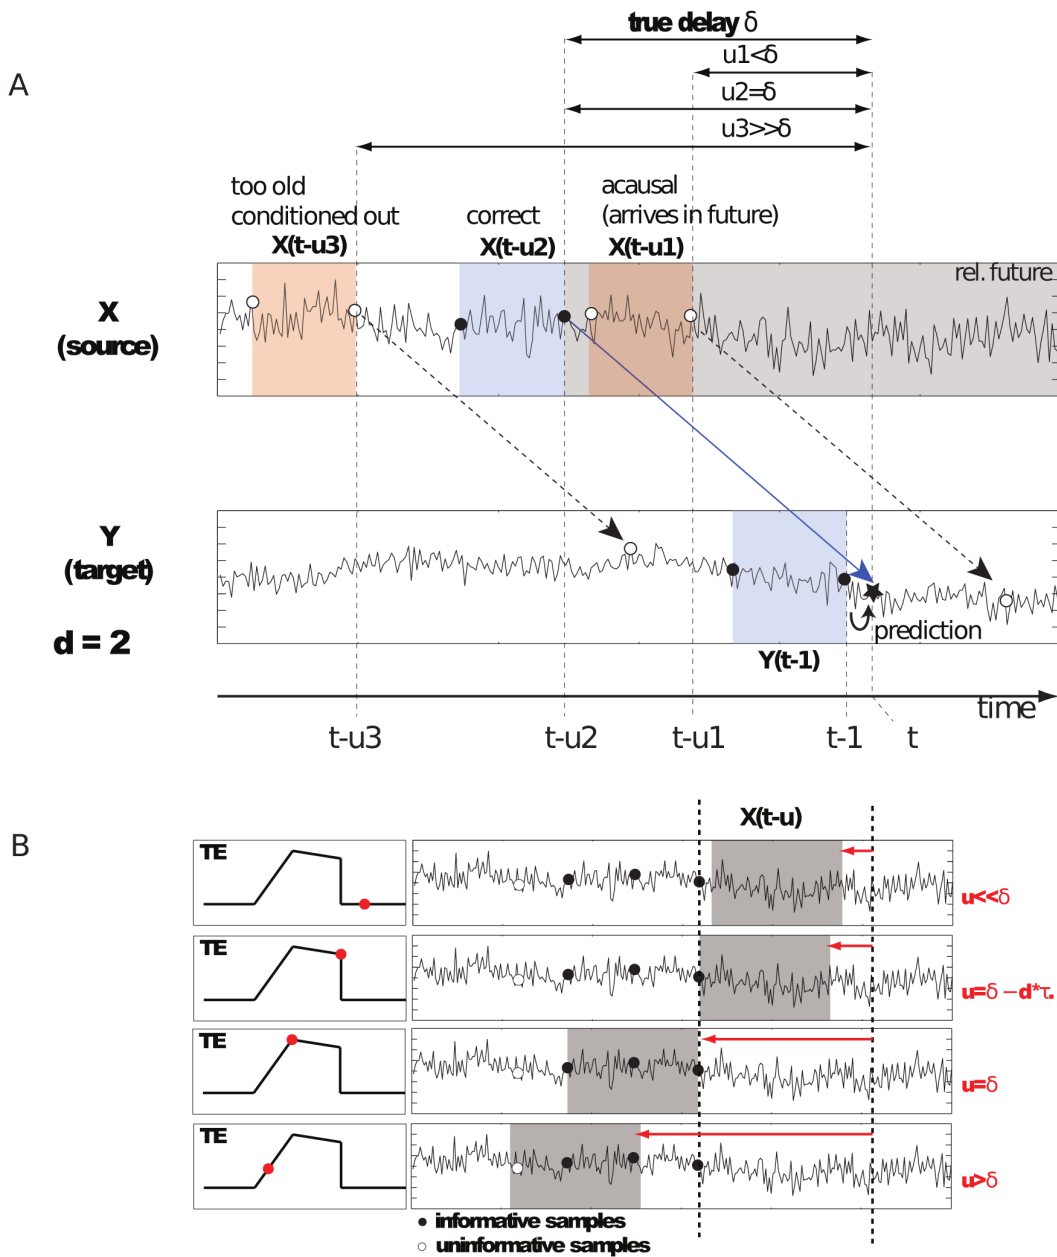 A
true delay δ
u1<δ
u2=δ
u3>>δ
too old
conditioned out
X(t-u3)
correct
X(t-u2)
acausal
(arrives in future)
X(t-u1)
rel. future
X
(source)
Y
(target)
d = 2
prediction
Y(t-1)
time
t-u3
t-u2
t-u1
t-1
t
B
X(t-u)
TE
u<<δ
TE
u=δ – d*τ.
TE
u=δ
TE
u>δ
informative samples
uninformative samples